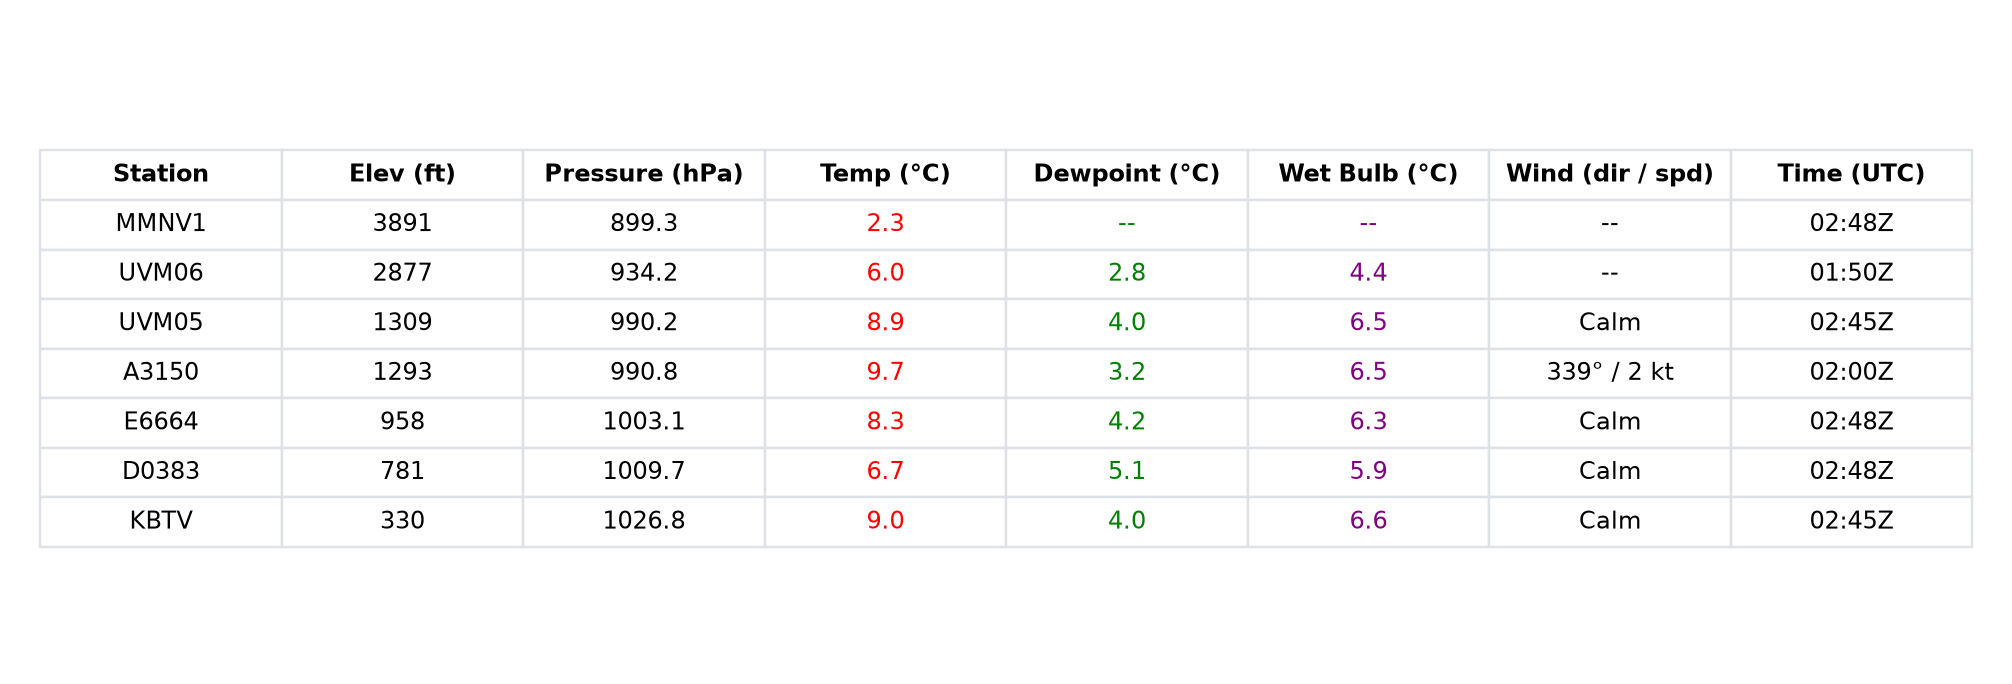 Station Elev (ft) Pressure (hPa) Temp (°C) Dewpoint (°C) Wet Bulb (°C) Wind (dir / spd) Time (UTC)
MMNV1 3891 899.3 2.3 -- -- -- 02:48Z
UVM06 2877 934.2 6.0 2.8 4.4 -- 01:50Z
UVM05 1309 990.2 8.9 4.0 6.5 Calm 02:45Z
A3150 1293 990.8 9.7 3.2 6.5 339° / 2 kt 02:00Z
E6664 958 1003.1 8.3 4.2 6.3 Calm 02:48Z
D0383 781 1009.7 6.7 5.1 5.9 Calm 02:48Z
KBTV 330 1026.8 9.0 4.0 6.6 Calm 02:45Z